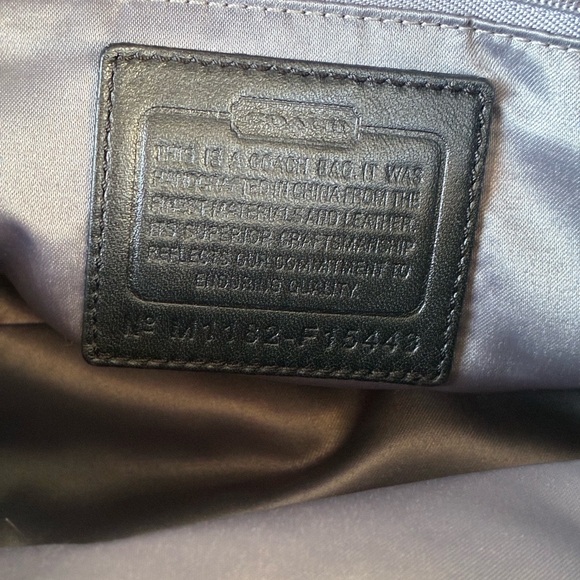 COACH
THIS IS A COACH BAG. IT WAS
HANDCRAFTED IN CHINA FROM THE
FINEST MATERIALS AND LEATHER.
ITS SUPERIOR CRAFTSMANSHIP
REFLECTS OUR COMMITMENT TO
ENDURING QUALITY.
Nº M1182-F15443